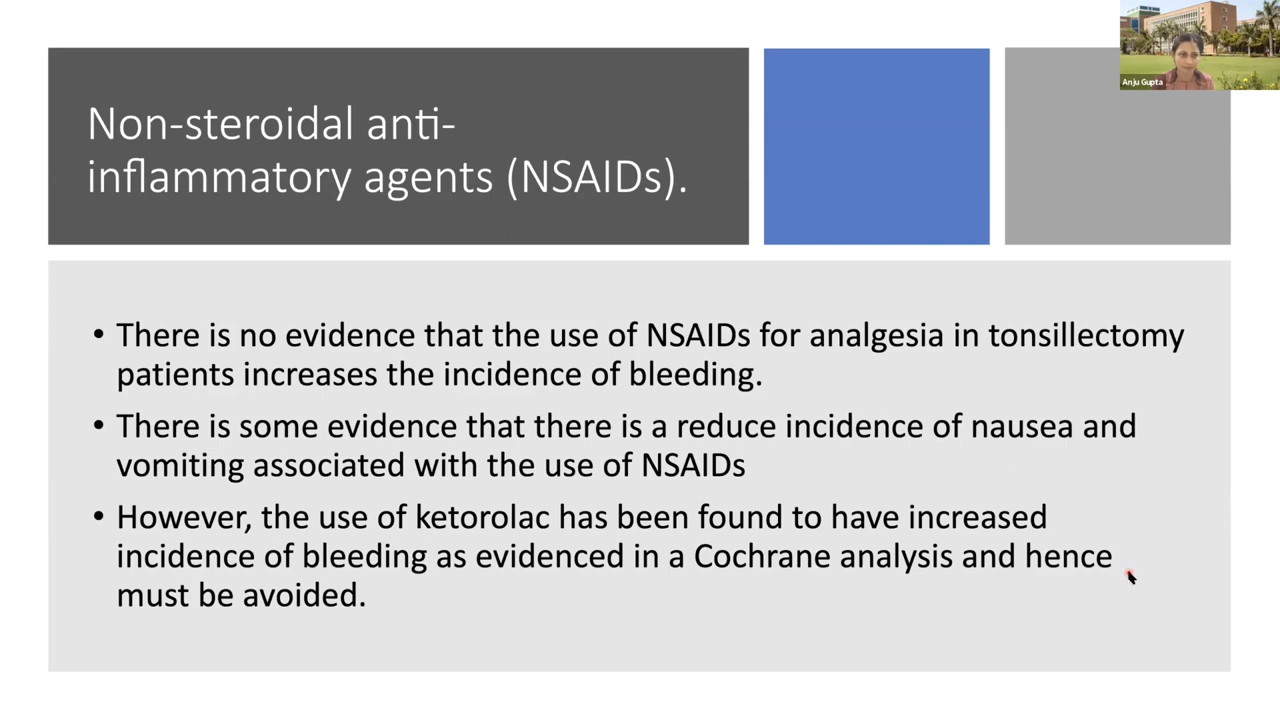 Anju Gupta
Non-steroidal anti-
inflammatory agents (NSAIDs).
• There is no evidence that the use of NSAIDs for analgesia in tonsillectomy
patients increases the incidence of bleeding.
• There is some evidence that there is a reduce incidence of nausea and
vomiting associated with the use of NSAIDs
• However, the use of ketorolac has been found to have increased
incidence of bleeding as evidenced in a Cochrane analysis and hence
must be avoided.